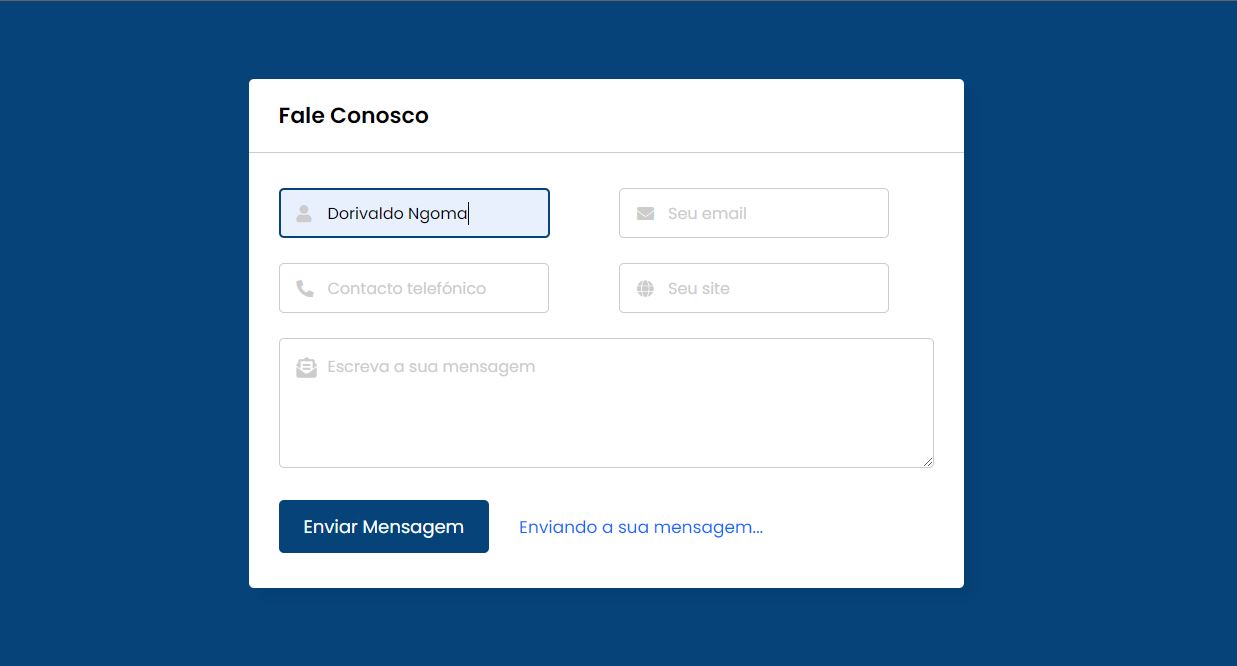 Fale Conosco
Dorivaldo Ngoma
Seu email
Contacto telefónico
Seu site
Escreva a sua mensagem
Enviar Mensagem
Enviando a sua mensagem...